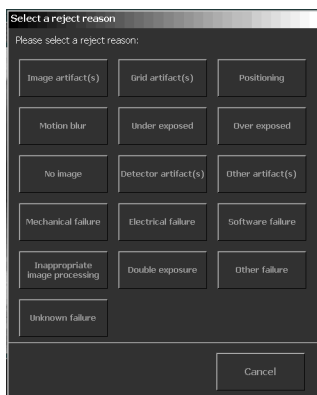 Select a reject reason
Please select a reject reason:
Image artifact(s)
Grid artifact(s)
Positioning
Motion blur
Under exposed
Over exposed
No image
Detector artifact(s)
Other artifact(s)
Mechanical failure
Electrical failure
Software failure
Inappropriate
image processing
Double exposure
Other failure
Unknown failure
Cancel